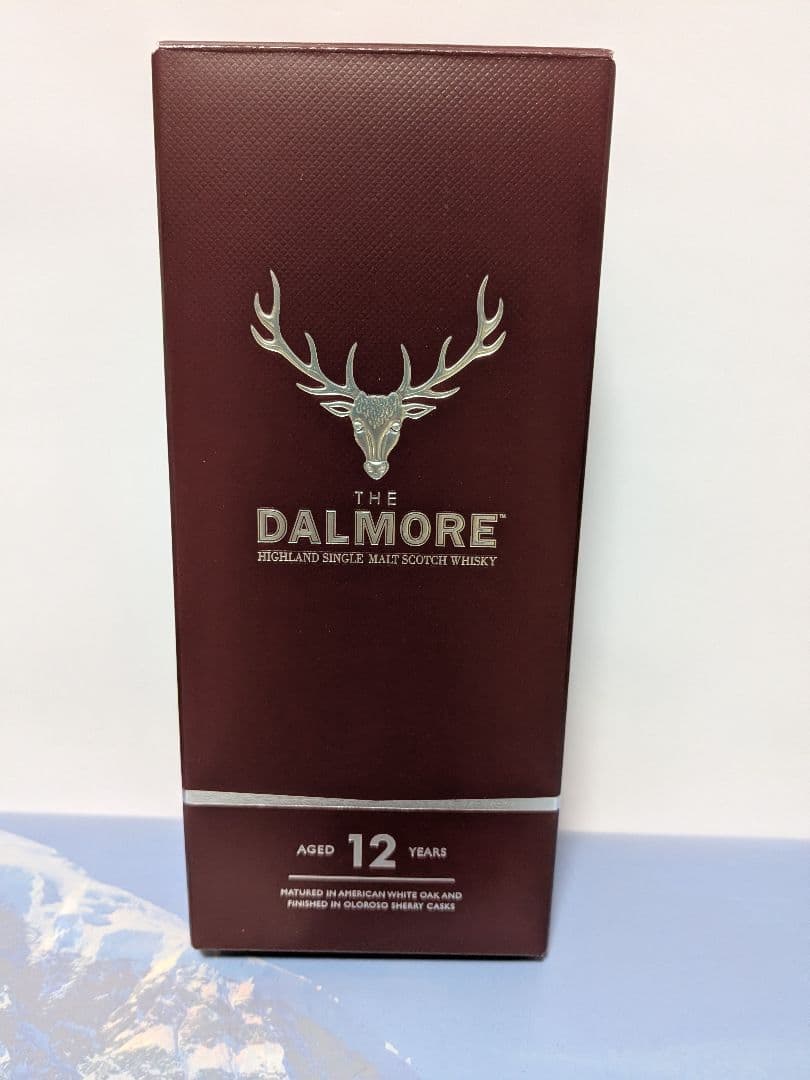 THE
DALMORE™
HIGHLAND SINGLE MALT SCOTCH WHISKY
AGED 12 YEARS
MATURED IN AMERICAN WHITE OAK AND
FINISHED IN OLOROSO SHERRY CASKS